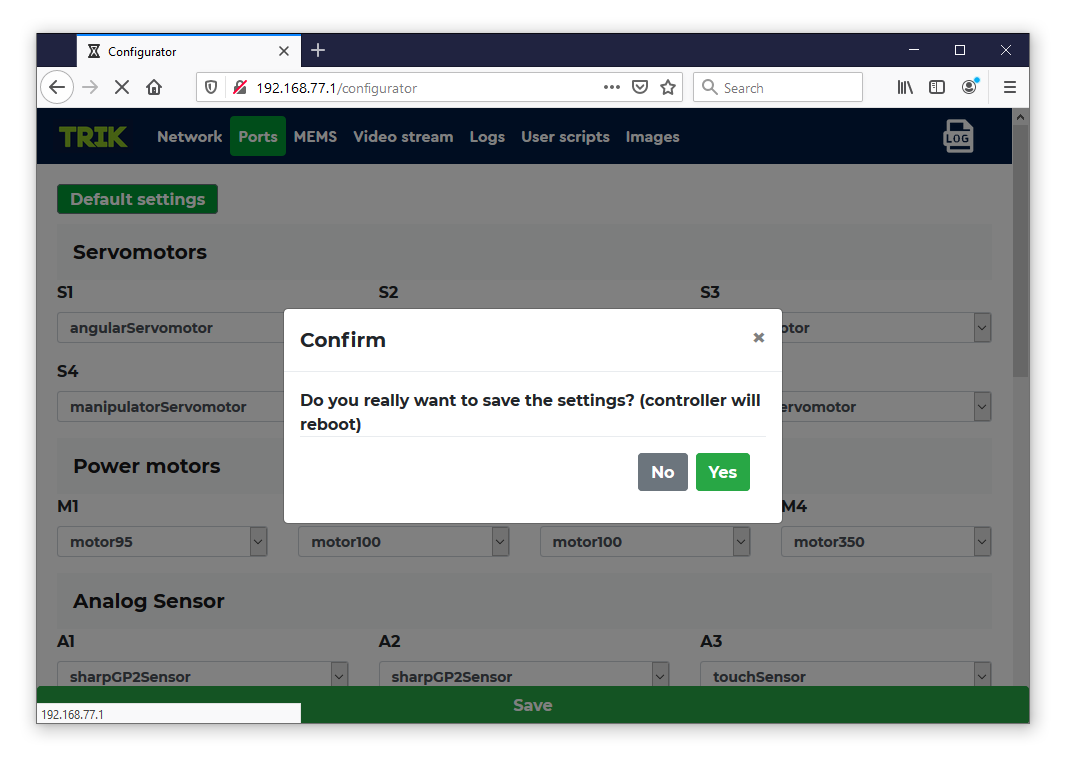 Configurator
192.168.77.1/configurator
Search
TRIK Network Ports MEMS Video stream Logs User scripts Images LOG
Default settings
Servomotors
S1 S2 S3
angularServomotor otor
S4
manipulatorServomotor ervomotor
Confirm
Do you really want to save the settings? (controller will
reboot)
No Yes
Power motors
M1 M4
motor95 motor100 motor100 motor350
Analog Sensor
A1 A2 A3
sharpGP2Sensor sharpGP2Sensor touchSensor
Save
192.168.77.1